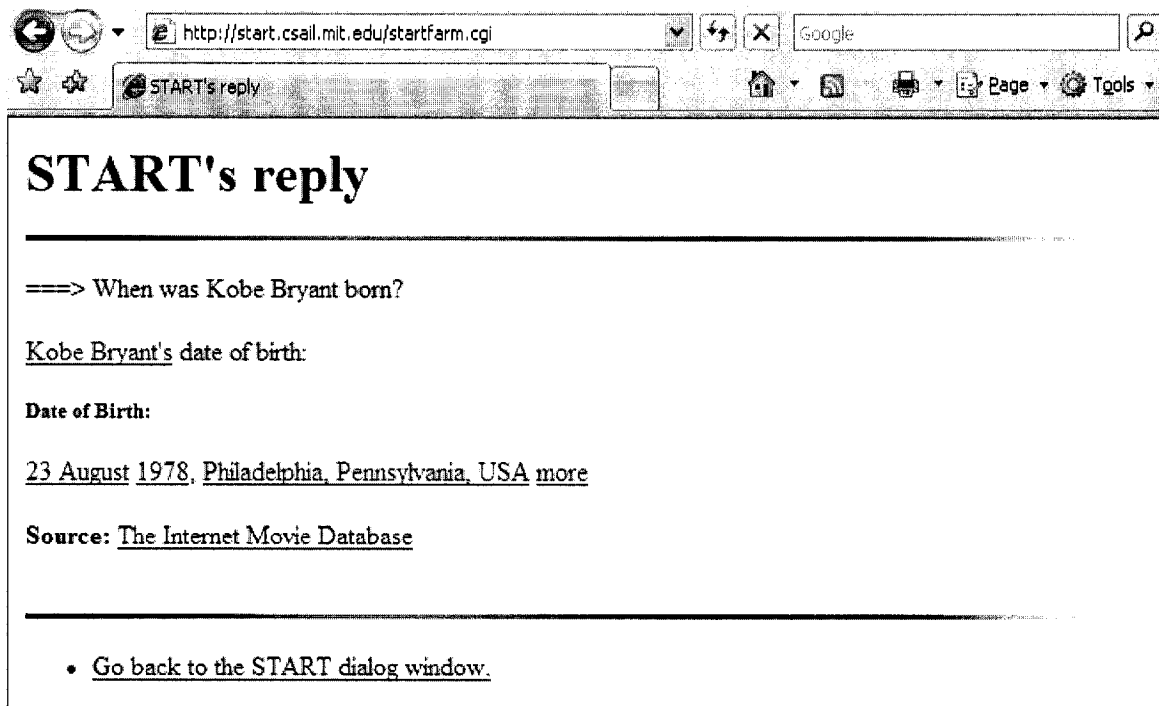 http://start.csail.mit.edu/startfarm.cgi Google
START's reply Page Tools
START's reply
===> When was Kobe Bryant born?
Kobe Bryant's date of birth:
Date of Birth:
23 August 1978, Philadelphia, Pennsylvania, USA more
Source: The Internet Movie Database
• Go back to the START dialog window.